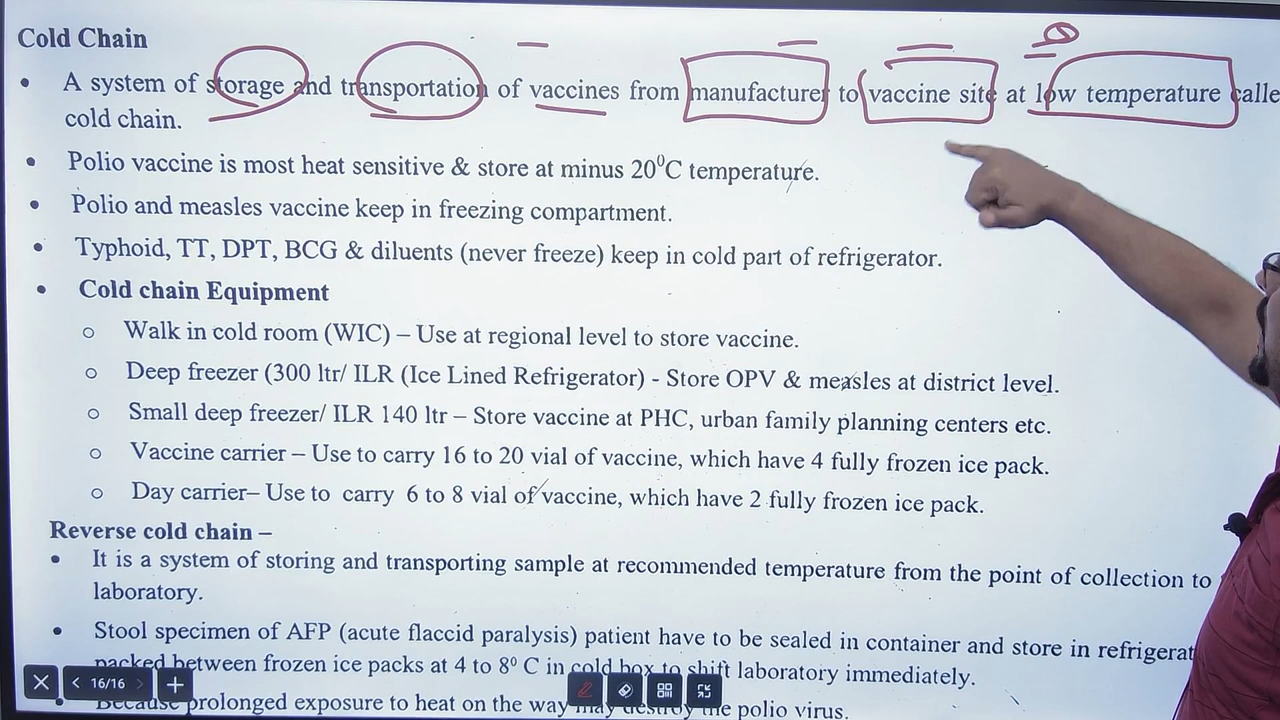 Cold Chain
• A system of storage and transportation of vaccines from manufacturer to vaccine site at low temperature
cold chain.
• Polio vaccine is most heat sensitive & store at minus 20⁰C temperature.
• Polio and measles vaccine keep in freezing compartment.
• Typhoid, TT, DPT, BCG & diluents (never freeze) keep in cold part of refrigerator.
• Cold chain Equipment
o Walk in cold room (WIC) – Use at regional level to store vaccine.
o Deep freezer (300 ltr/ ILR (Ice Lined Refrigerator) - Store OPV & measles at district level.
o Small deep freezer/ ILR 140 ltr – Store vaccine at PHC, urban family planning centers etc.
o Vaccine carrier – Use to carry 16 to 20 vial of vaccine, which have 4 fully frozen ice pack.
o Day carrier– Use to carry 6 to 8 vial of vaccine, which have 2 fully frozen ice pack.
Reverse cold chain –
• It is a system of storing and transporting sample at recommended temperature from the point of collection to
laboratory.
• Stool specimen of AFP (acute flaccid paralysis) patient have to be sealed in container and store in
packed between frozen ice packs at 4 to 8⁰ C in cold box to shift laboratory immediately.
• Because prolonged exposure to heat on the way may destroy the polio virus.
16/16